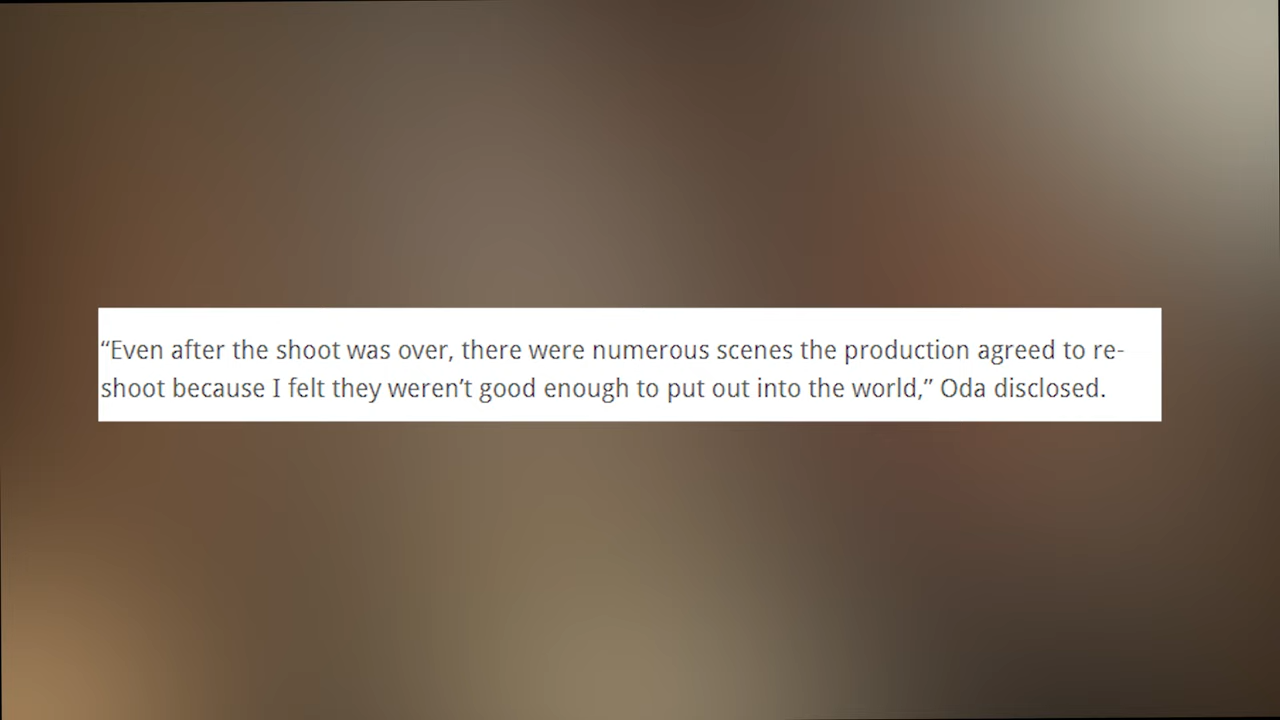 “Even after the shoot was over, there were numerous scenes the production agreed to re-
shoot because I felt they weren’t good enough to put out into the world,” Oda disclosed.